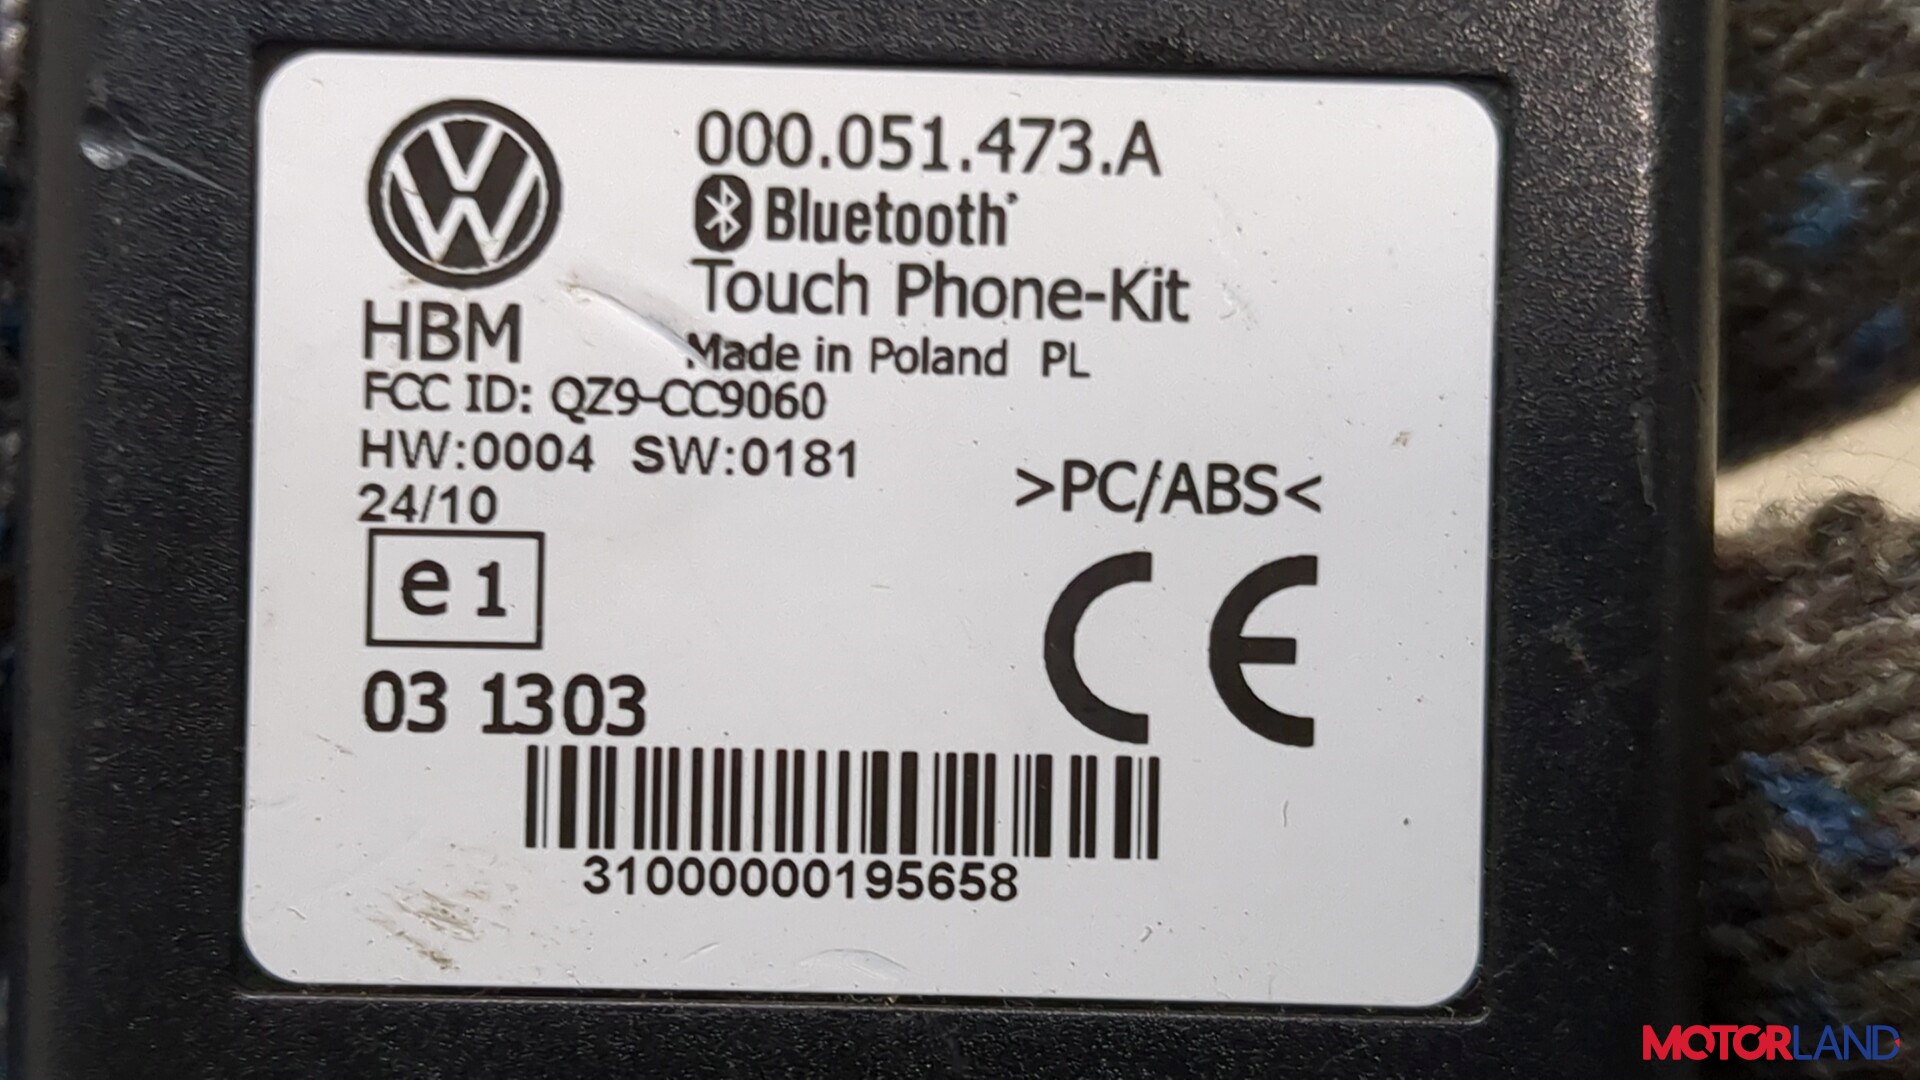 000.051.473.A
Bluetooth
Touch Phone-Kit
Made in Poland PL
HBM
FCC ID: QZ9-CC9060
HW:0004 SW:0181
24/10
>PC/ABS<
e1
CE
03 1303
31000000195658
MOTORLAND